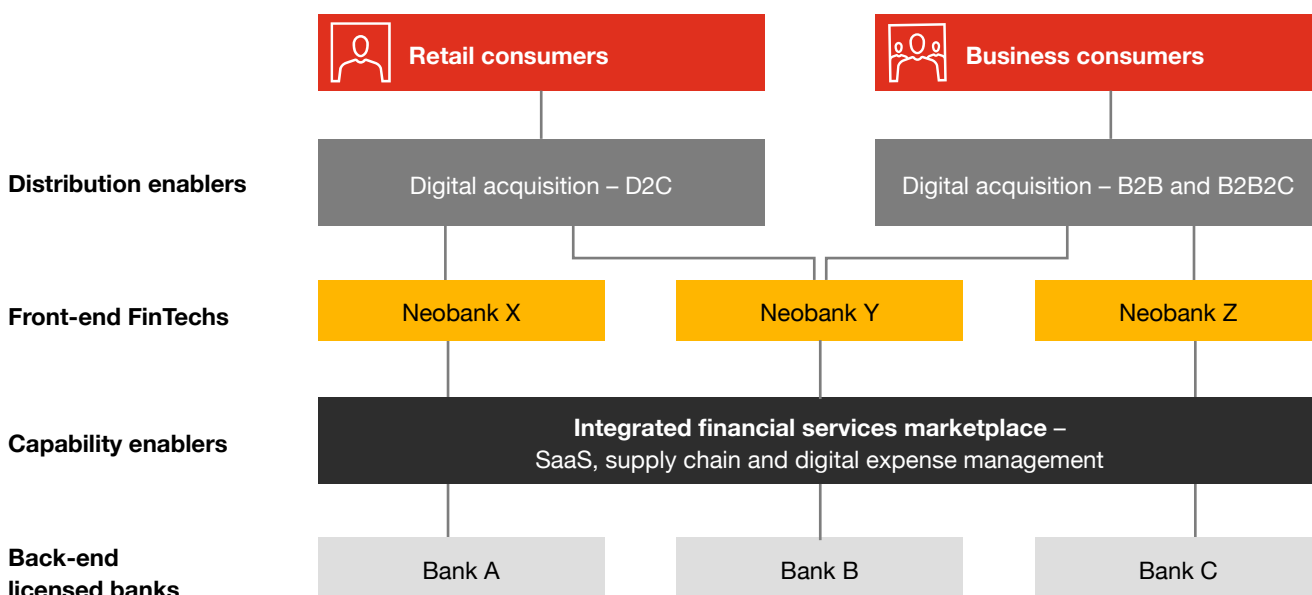 Retail consumers
Business consumers
Distribution enablers
Digital acquisition – D2C
Digital acquisition – B2B and B2B2C
Front-end FinTechs
Neobank X
Neobank Y
Neobank Z
Capability enablers
Integrated financial services marketplace –
SaaS, supply chain and digital expense management
Back-end
licensed banks
Bank A
Bank B
Bank C